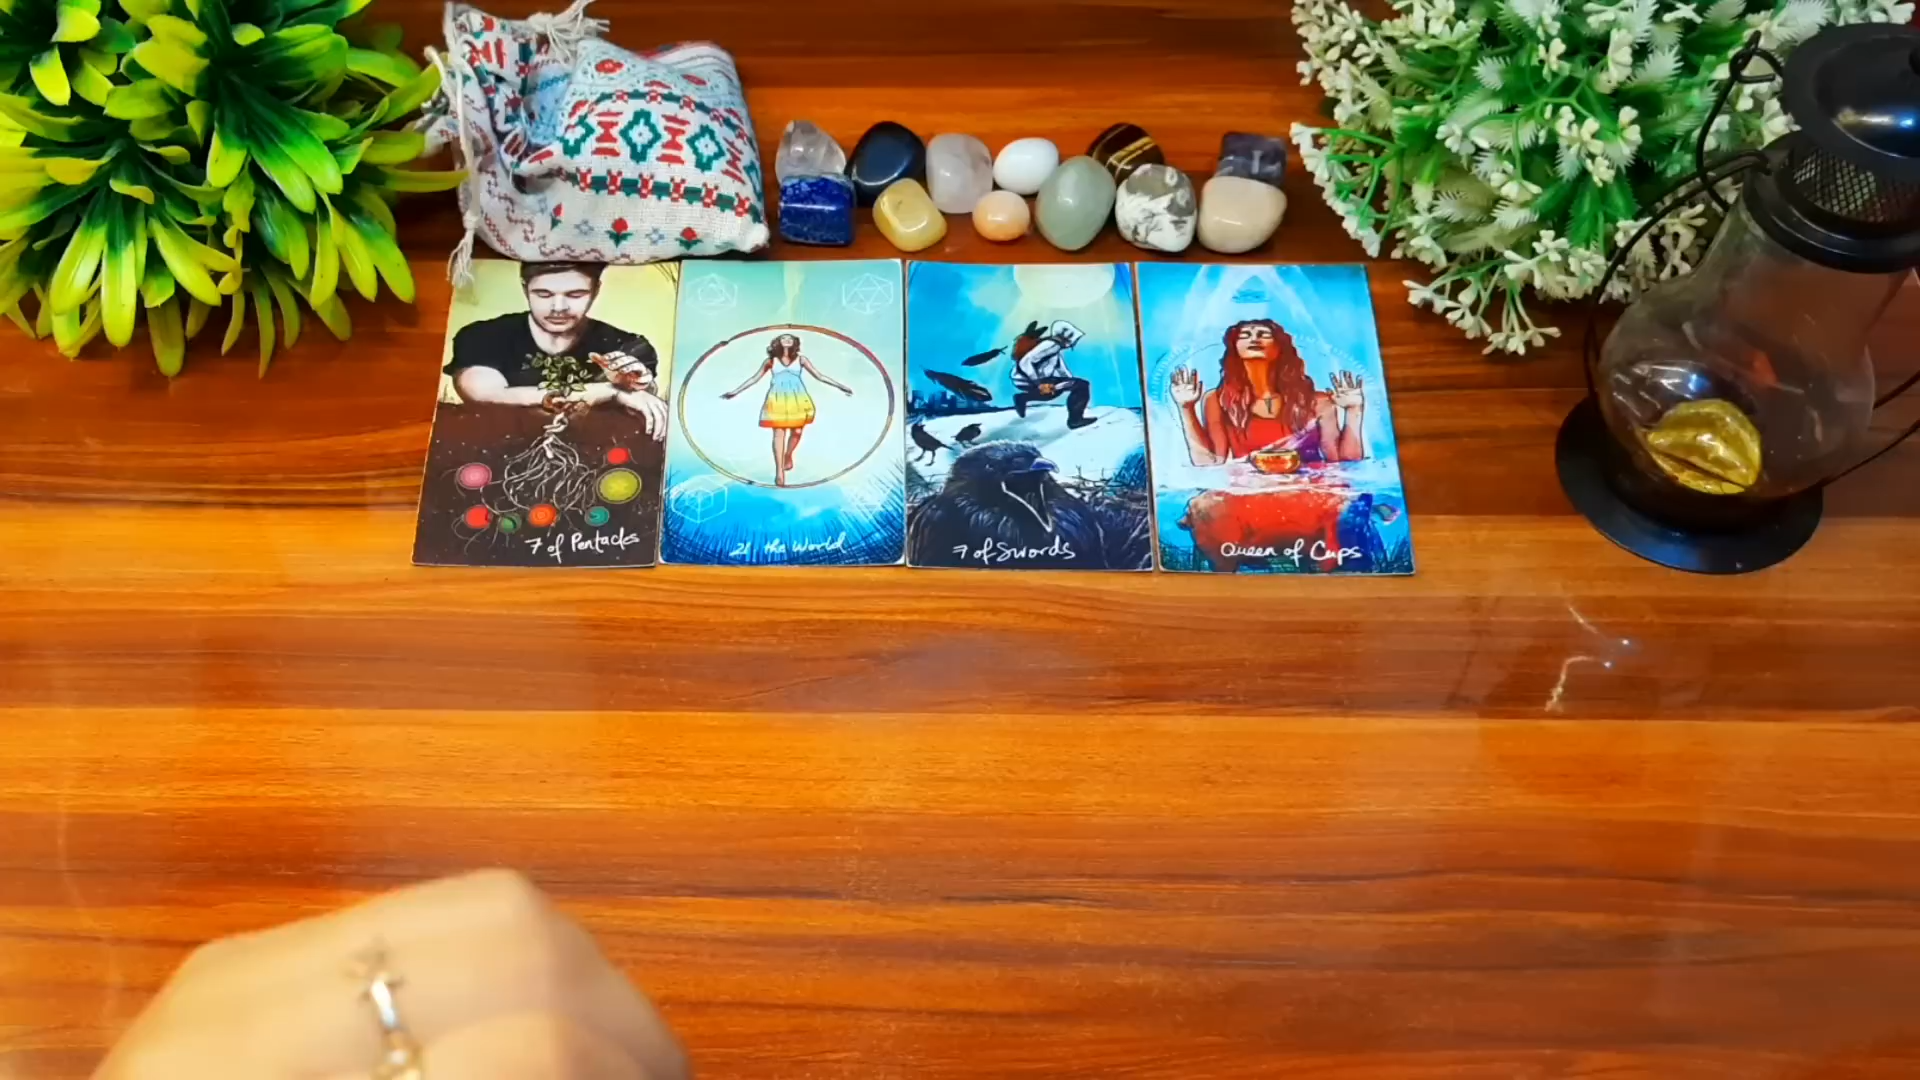 7 of Pentacles
21 the World
7 of Swords
Queen of Cups